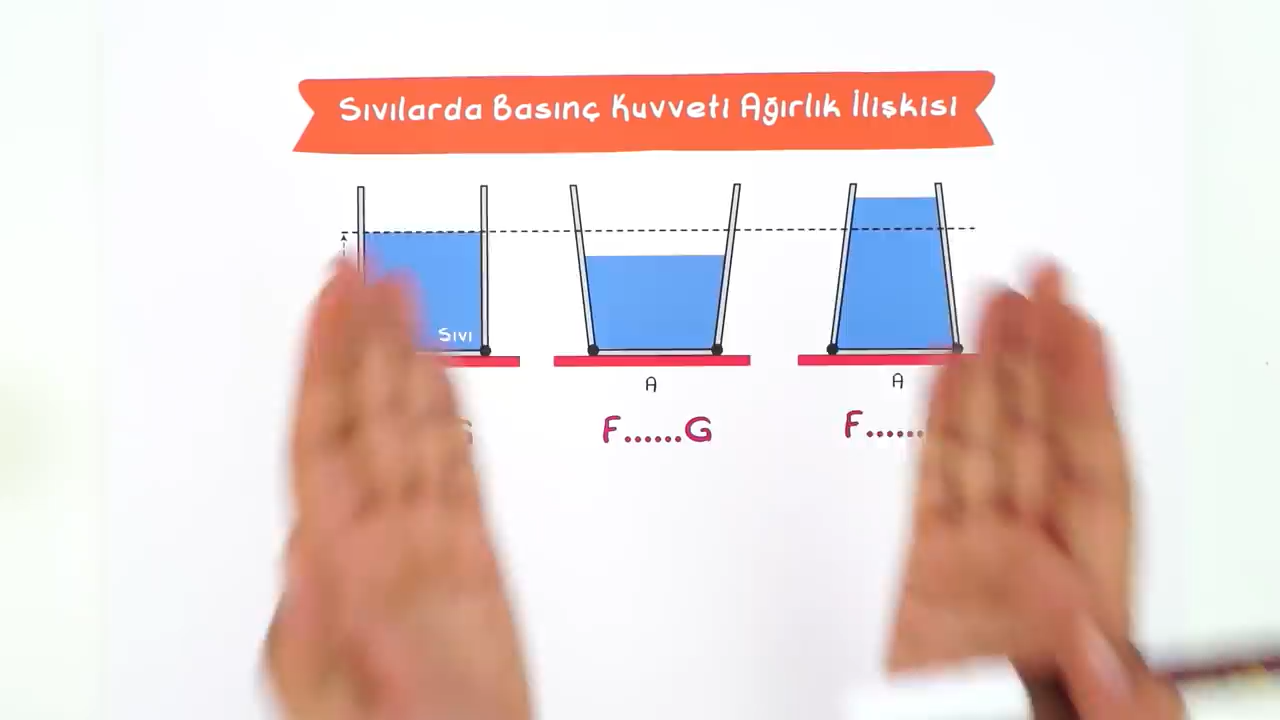 Sıvılarda Basınç Kuvveti Ağırlık İlişkisi
Sıvı
A
A
F......G
F......